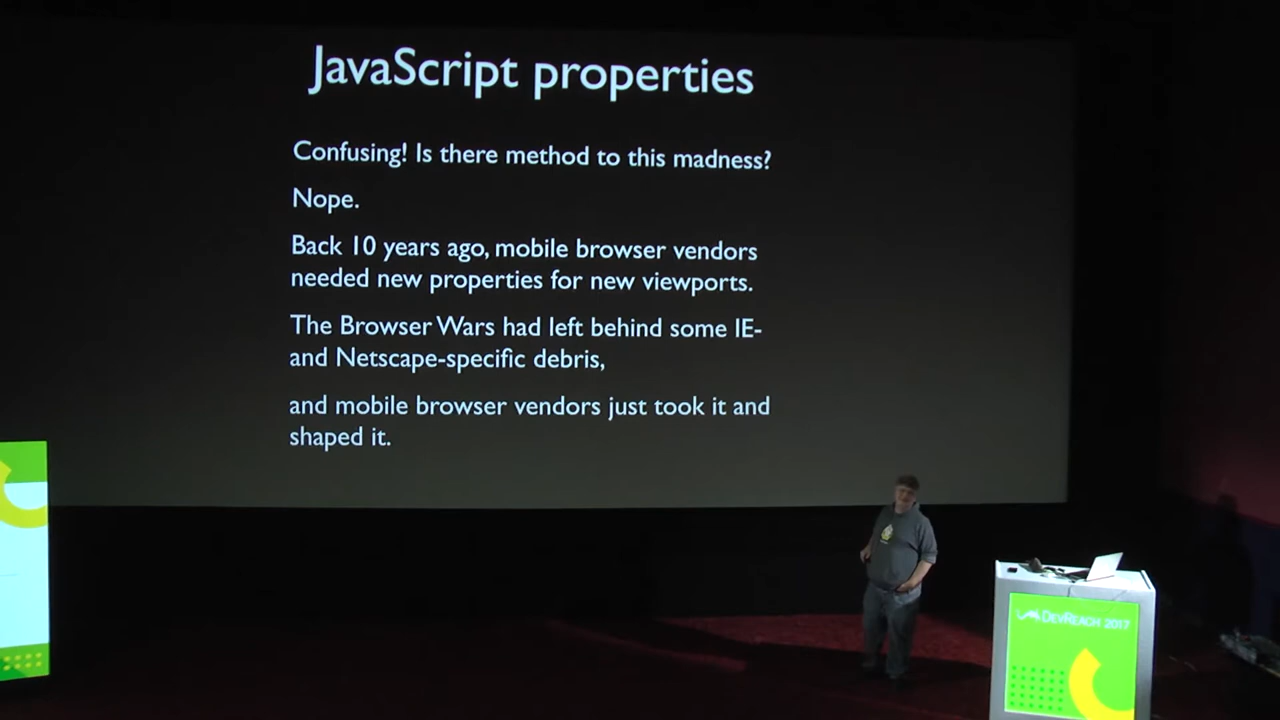 JavaScript properties
Confusing! Is there method to this madness?
Nope.
Back 10 years ago, mobile browser vendors
needed new properties for new viewports.
The Browser Wars had left behind some IE-
and Netscape-specific debris,
and mobile browser vendors just took it and
shaped it.
DEVREACH 2017